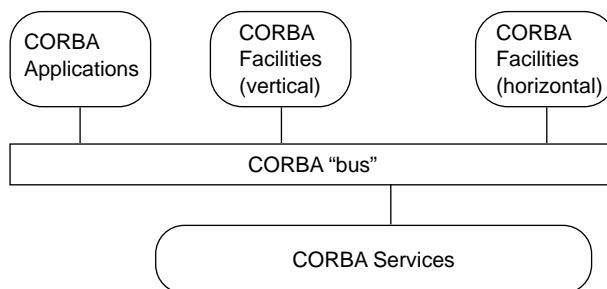 CORBA
Applications
CORBA
Facilities
(vertical)
CORBA
Facilities
(horizontal)
CORBA “bus”
CORBA Services